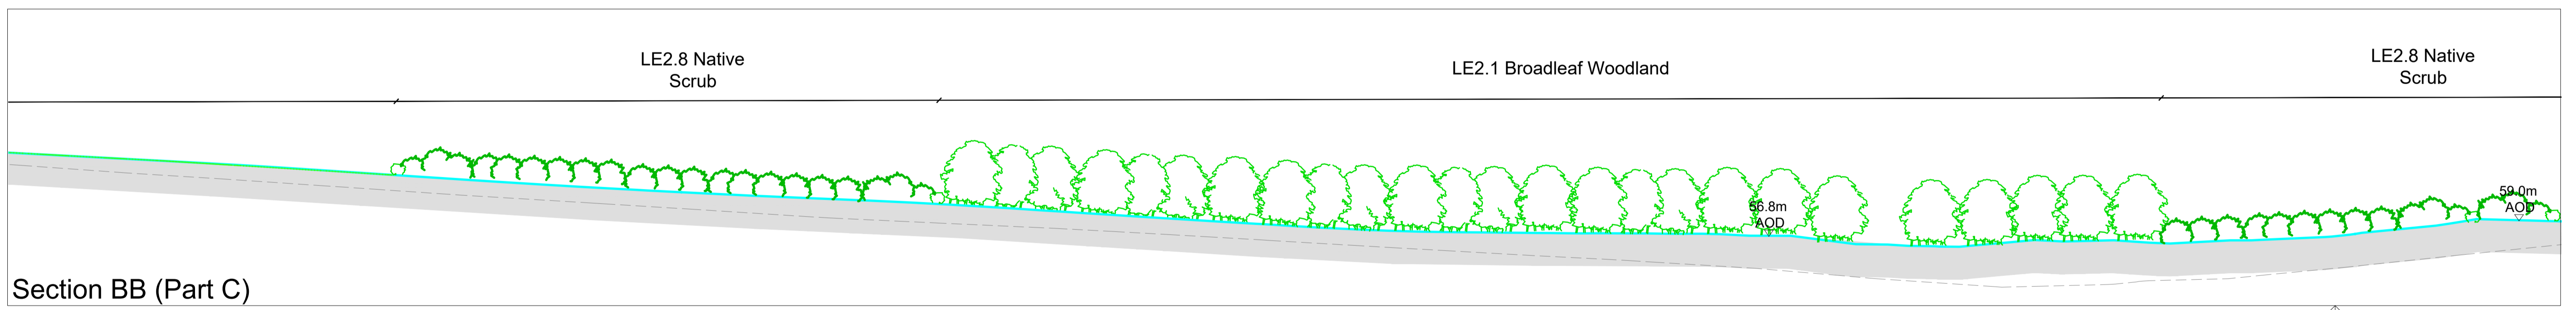 LE2.8 Native
Scrub
LE2.1 Broadleaf Woodland
LE2.8 Native
Scrub
56.8m
AOD
59.0m
AOD
Section BB (Part C)